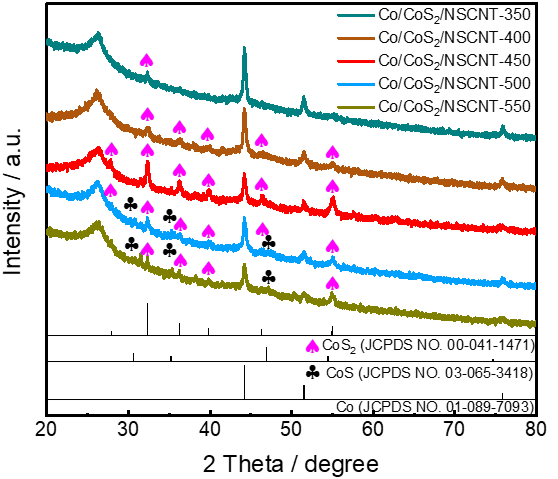 Co/CoS₂/NSCNT-350
Co/CoS₂/NSCNT-400
Co/CoS₂/NSCNT-450
Co/CoS₂/NSCNT-500
Co/CoS₂/NSCNT-550
Intensity / a.u.
♠ CoS₂ (JCPDS NO. 00-041-1471)
♣ CoS (JCPDS NO. 03-065-3418)
Co (JCPDS NO. 01-089-7093)
20 30 40 50 60 70 80
2 Theta / degree